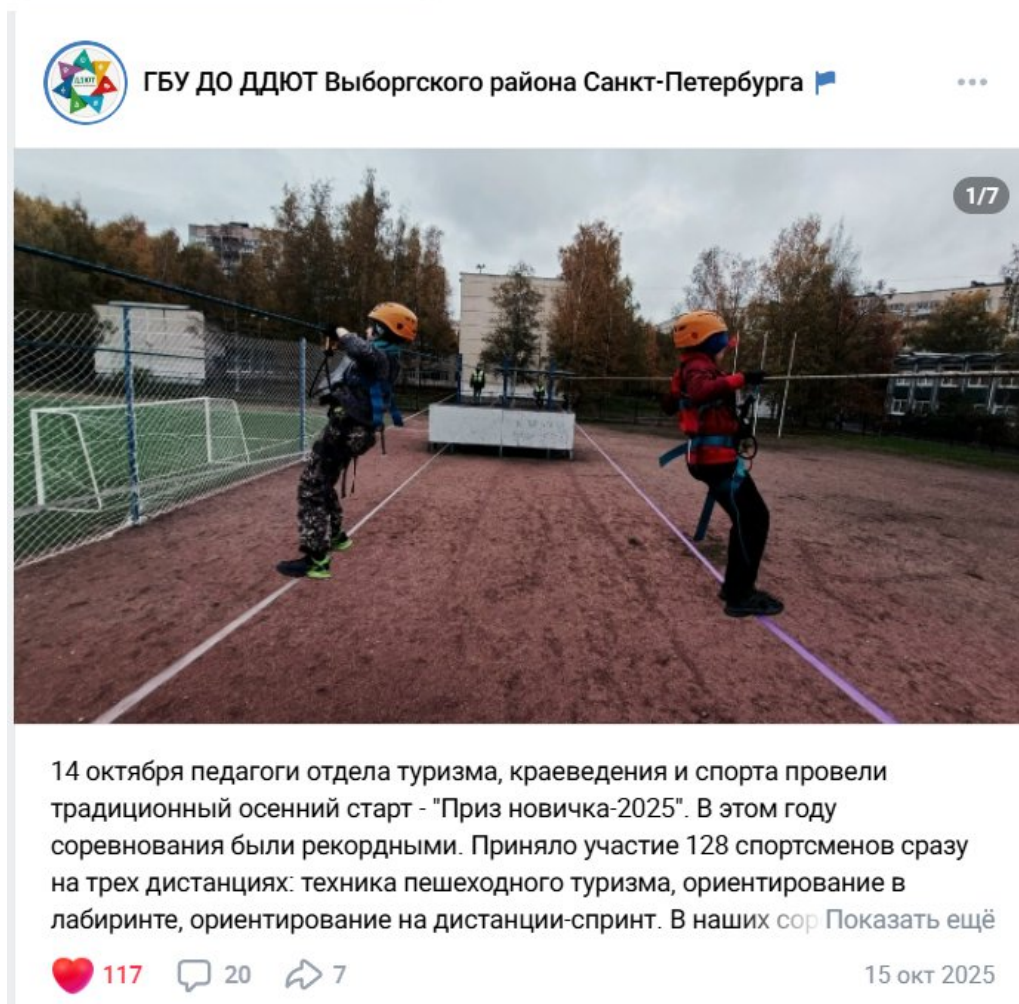 ГБУ ДО ДДЮТ Выборгского района Санкт-Петербурга
ДДЮТ
1/7
14 октября педагоги отдела туризма, краеведения и спорта провели
традиционный осенний старт - "Приз новичка-2025". В этом году
соревнования были рекордными. Приняло участие 128 спортсменов сразу
на трех дистанциях: техника пешеходного туризма, ориентирование в
лабиринте, ориентирование на дистанции-спринт. В наших сор Показать ещё
117 20 7 15 окт 2025